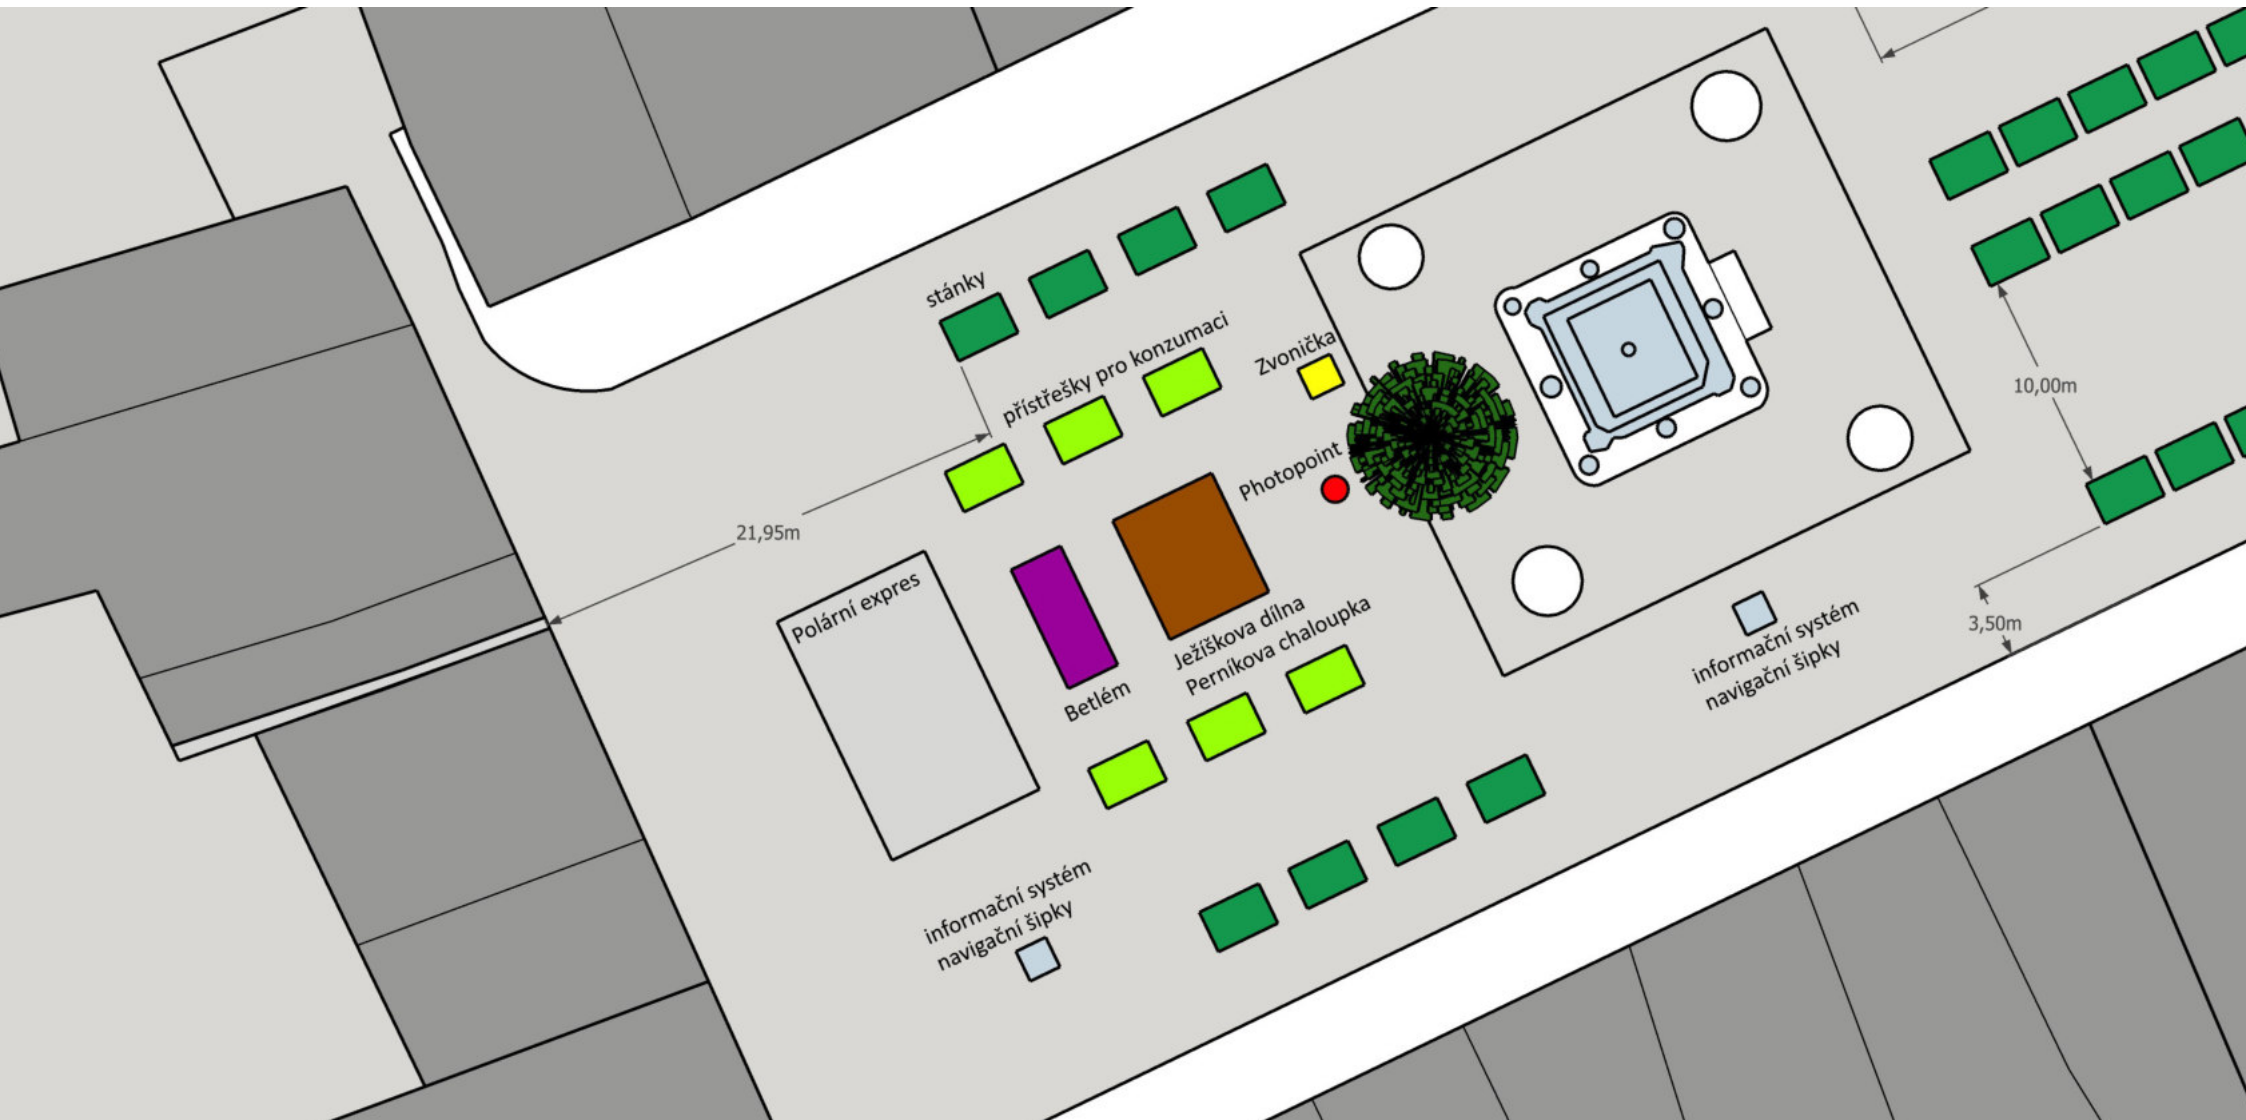 stánky
přístřešky pro konzumaci
Zvonička
Photopoint
10,00m
21,95m
Polární expres
Ježíškova dílna
Perníkova chaloupka
Betlém
3,50m
informační systém
navigační šipky
informační systém
navigační šipky